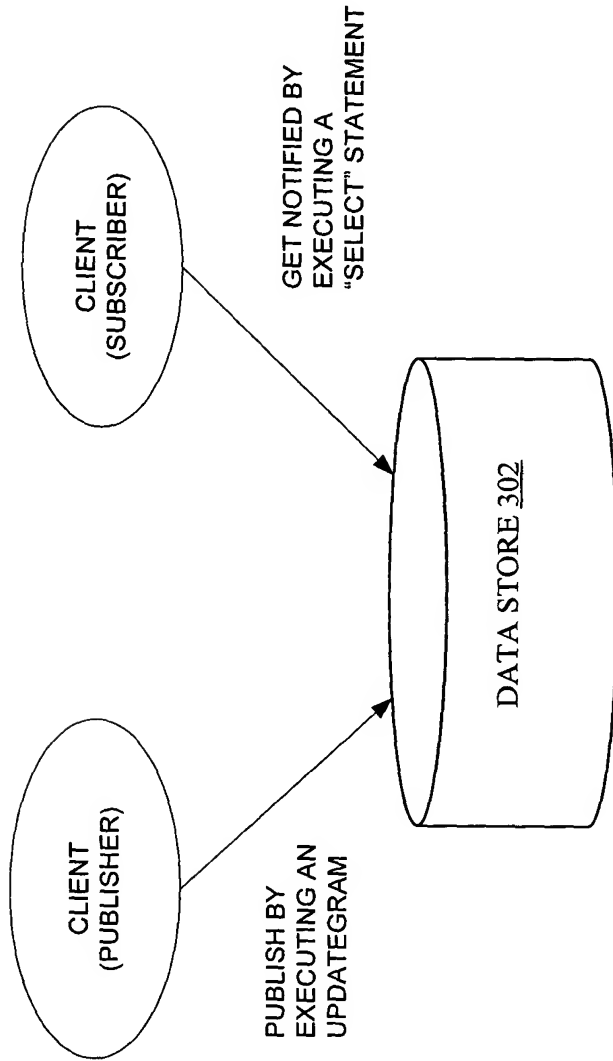 CLIENT
(PUBLISHER)
CLIENT
(SUBSCRIBER)
PUBLISH BY
EXECUTING AN
UPDATEGRAM
GET NOTIFIED BY
EXECUTING A
“SELECT” STATEMENT
DATA STORE 302